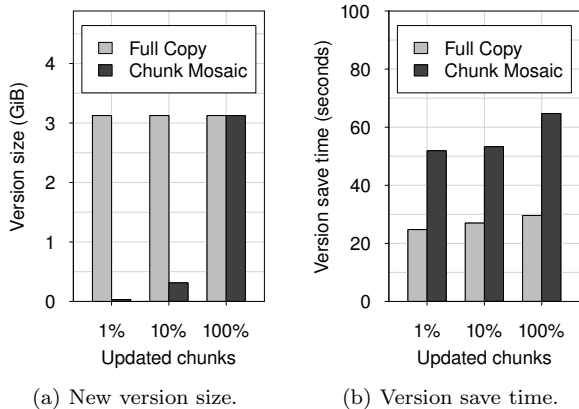 Full Copy
Chunk Mosaic
Version size (GiB)
4
3
2
1
0
1% 10% 100%
Updated chunks
(a) New version size.
Full Copy
Chunk Mosaic
Version save time (seconds)
100
80
60
40
20
0
1% 10% 100%
Updated chunks
(b) Version save time.